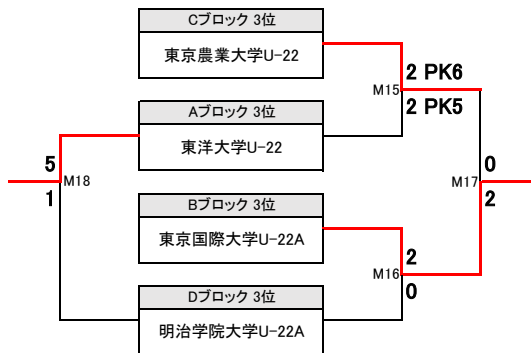 Cブロック 3位
東京農業大学U-22
2 PK6
M15
2 PK5
Aブロック 3位
東洋大学U-22
5
M18
1
0
M17
2
Bブロック 3位
東京国際大学U-22A
2
M16
0
Dブロック 3位
明治学院大学U-22A